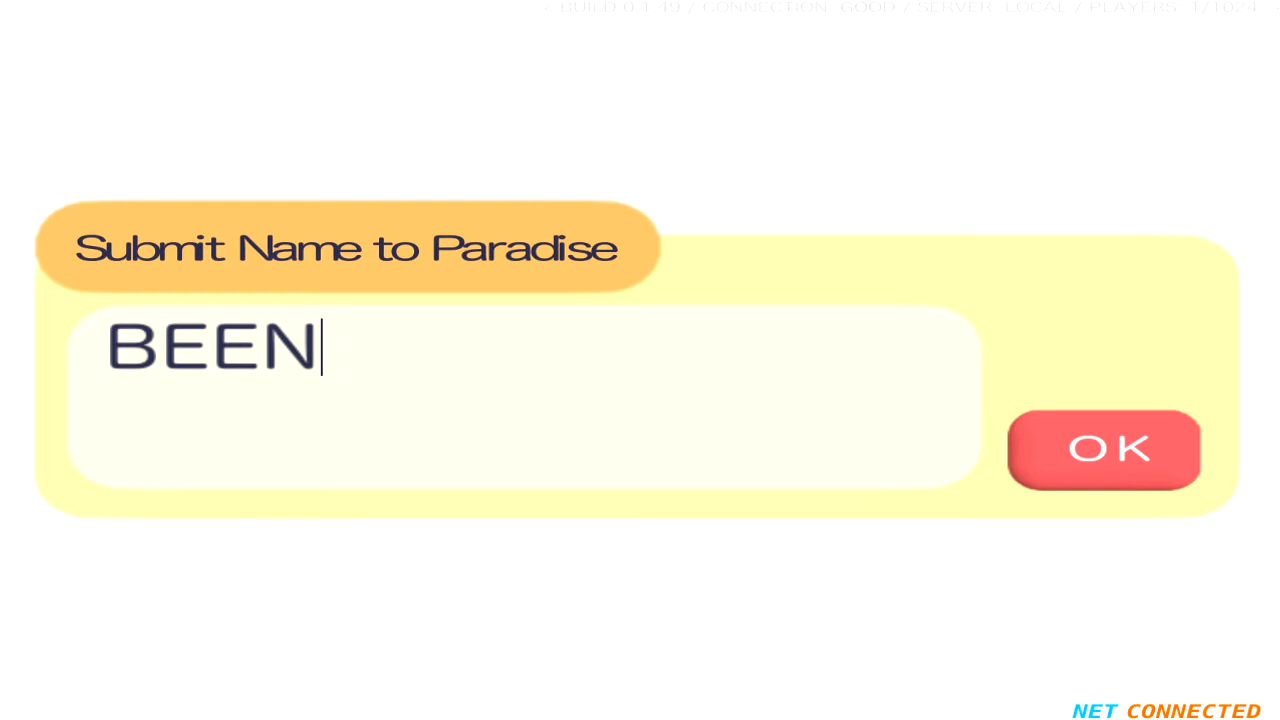 - BUILD 0.1.49 / CONNECTION: GOOD / SERVER: LOCAL / PLAYERS: 1/1024 -
Submit Name to Paradise
BEEN
OK
NET CONNECTED